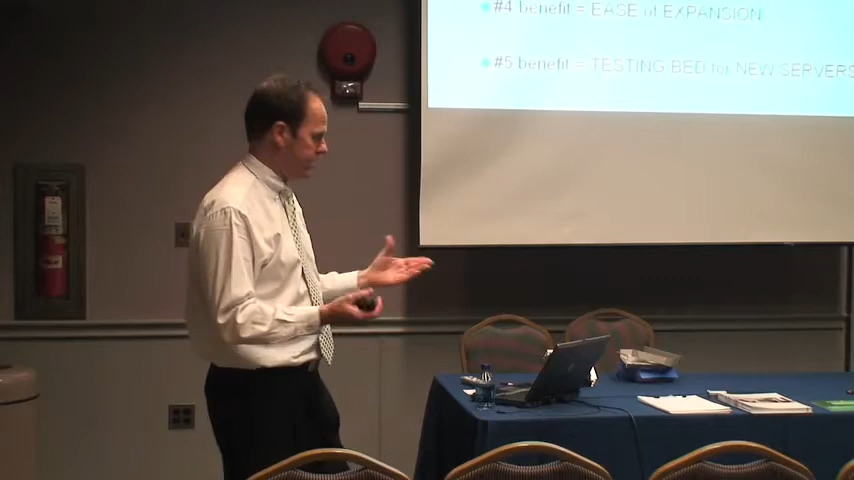 #4 benefit = EASE of EXPANSION
#5 benefit = TESTING BED for NEW SERVERS